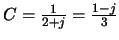 C = \frac{1}{2+j} = \frac{1-j}{3}